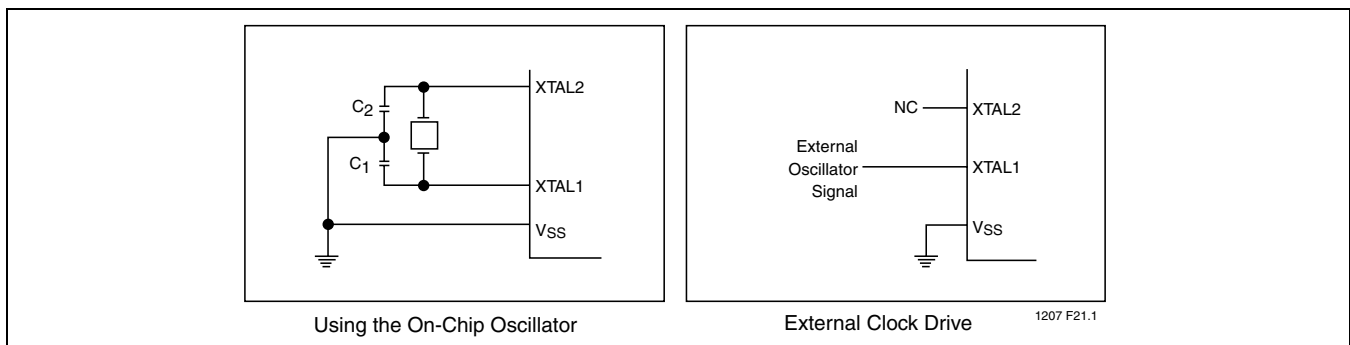 XTAL2
C2
C1
XTAL1
VSS
Using the On-Chip Oscillator
NC
XTAL2
External
Oscillator
Signal
XTAL1
VSS
External Clock Drive
1207 F21.1